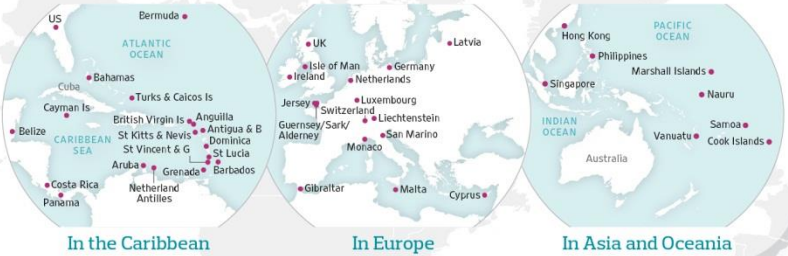 US
Bermuda
ATLANTIC
OCEAN
Bahamas
Cuba
Turks & Caicos Is
Cayman Is
British Virgin Is
Anguilla
Belize
CARIBBEAN
SEA
St Kitts & Nevis
Antigua & B
Dominica
St Vincent & G
St Lucia
Aruba
Grenada
Barbados
Costa Rica
Netherland
Antilles
Panama
In the Caribbean
UK
Latvia
Isle of Man
Germany
Ireland
Netherlands
Jersey
Luxembourg
Switzerland
Liechtenstein
Guernsey/Sark/
Alderney
San Marino
Monaco
Gibraltar
Malta
Cyprus
In Europe
PACIFIC
OCEAN
Hong Kong
Philippines
Marshall Islands
Singapore
Nauru
INDIAN
OCEAN
Samoa
Vanuatu
Cook Islands
Australia
In Asia and Oceania